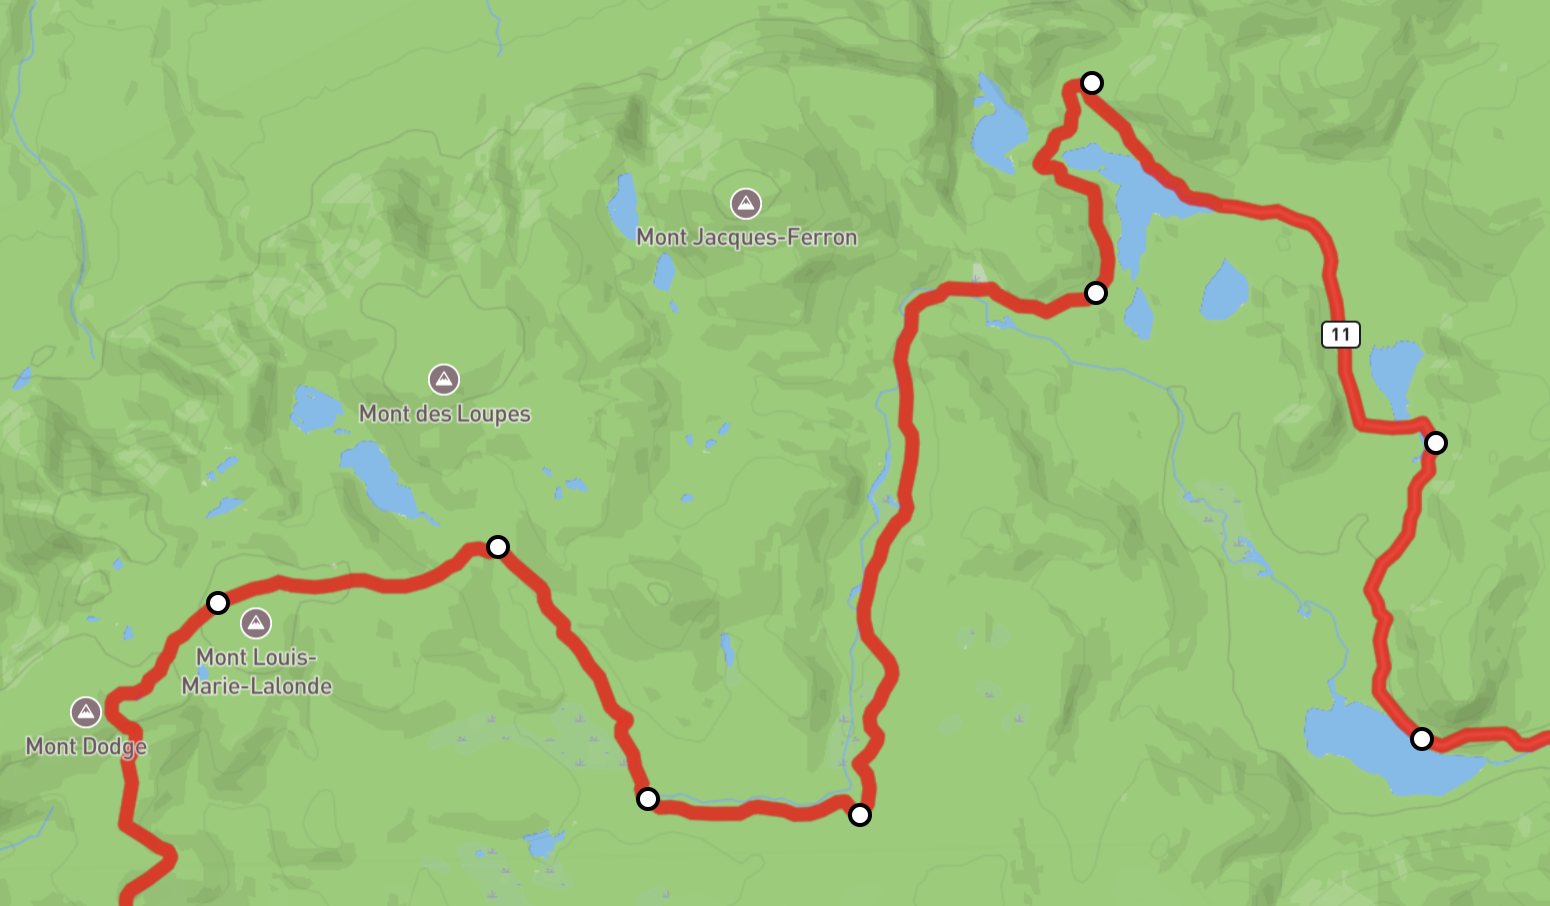 Mont Jacques-Ferron
11
Mont des Loupes
Mont Louis-
Marie-Lalonde
Mont Dodge